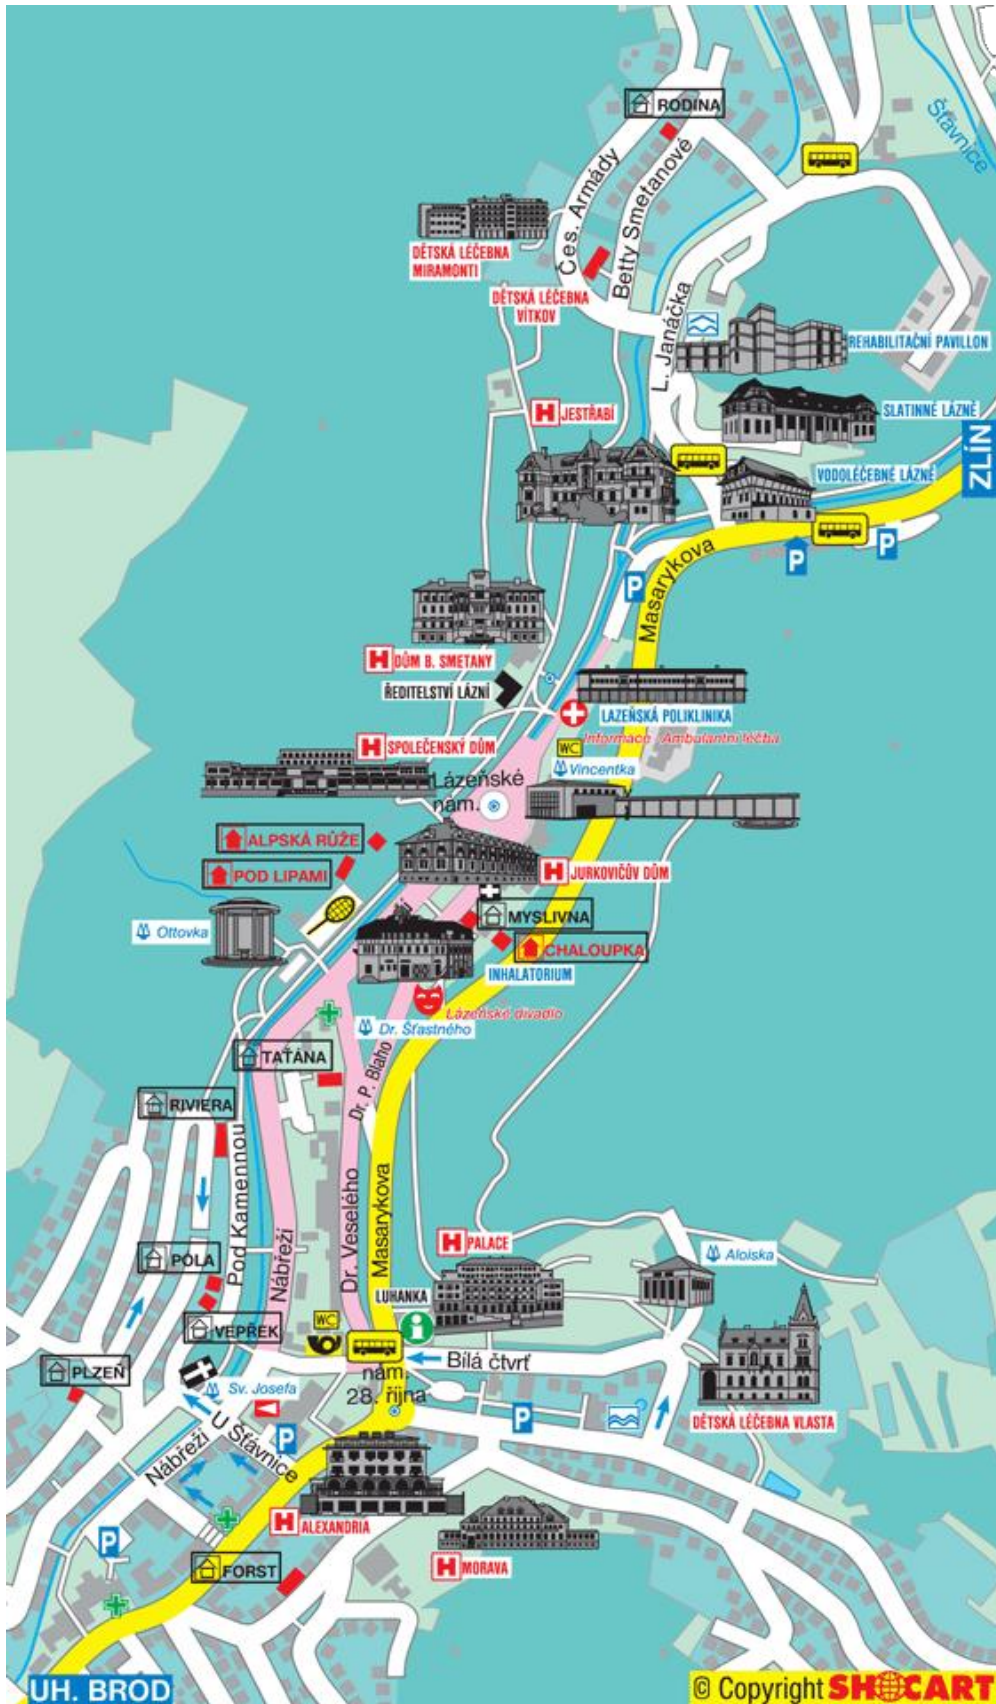 RODINA
Šťávnice
Čes. Armády
Betty Smetanové
DĚTSKÁ LÉČEBNA
MIRAMONTI
DĚTSKÁ LÉČEBNA
VÍTKOV
L. Janáčka
REHABILITAČNÍ PAVILLON
H JESTŘABÍ
SLATINNÉ LÁZNĚ
ZLÍN
VODOLÉČEBNÉ LÁZNĚ
P
P
P
Masarykova
H DŮM B. SMETANY
ŘEDITELSTVÍ LÁZNÍ
LAZEŇSKÁ POLIKLINIKA
Informace Ambulantní léčba
H SPOLEČENSKÝ DŮM
WC
Vincentka
Lázeňské
nám.
ALPSKÁ RŮŽE
POD LIPAMI
H JURKOVIČŮV DŮM
MYSLIVNA
Ottovka
CHALOUPKA
INHALATORIUM
Lázeňské divadlo
Dr. Šťastného
TAŤÁNA
Dr. P. Blaho
RIVIERA
Pod Kamennou
Nábřeží
Dr. Veselého
Masarykova
H PALACE
POLA
Aloiska
LUHANKA
WC
VEPŘEK
i
Bílá čtvrť
PLZEŇ
nám.
28. října
Sv. Josefa
P
P
DĚTSKÁ LÉČEBNA VLASTA
U Šťávnice
Nábřeží
H ALEXANDRIA
P
H MORAVA
FORST
UH. BROD
© Copyright SHOCART